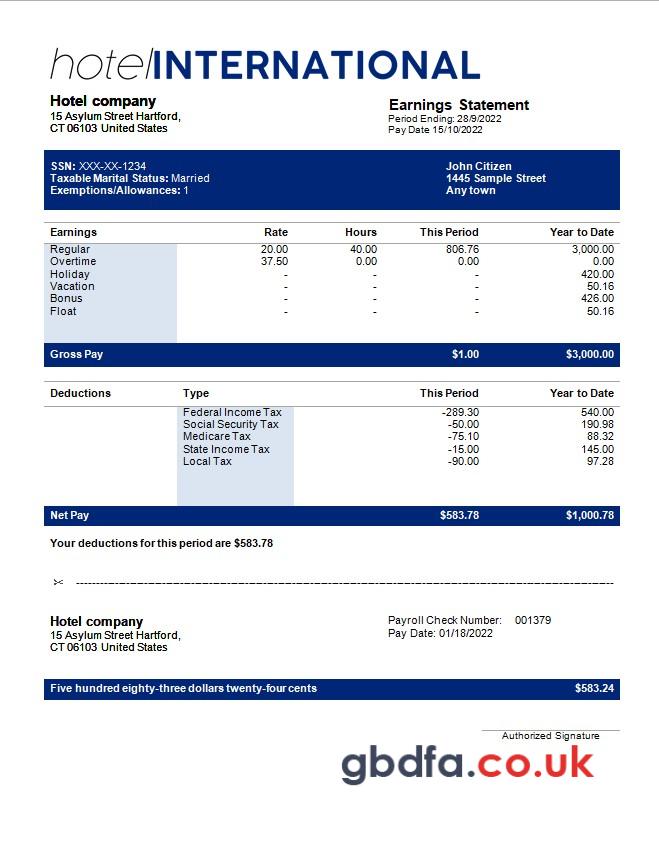 hotelINTERNATIONAL
Hotel company
15 Asylum Street Hartford,
CT 06103 United States
Earnings Statement
Period Ending: 28/9/2022
Pay Date 15/10/2022
SSN: XXX-XX-1234
Taxable Marital Status: Married
Exemptions/Allowances: 1
John Citizen
1445 Sample Street
Any town
Earnings Rate Hours This Period Year to Date
Regular 20.00 40.00 806.76 3,000.00
Overtime 37.50 0.00 0.00 0.00
Holiday - - - 420.00
Vacation - - - 50.16
Bonus - - - 426.00
Float - - - 50.16
Gross Pay $1.00 $3,000.00
Deductions Type This Period Year to Date
Federal Income Tax -289.30 540.00
Social Security Tax -50.00 190.98
Medicare Tax -75.10 88.32
State Income Tax -15.00 145.00
Local Tax -90.00 97.28
Net Pay $583.78 $1,000.78
Your deductions for this period are $583.78
Hotel company
15 Asylum Street Hartford,
CT 06103 United States
Payroll Check Number: 001379
Pay Date: 01/18/2022
Five hundred eighty-three dollars twenty-four cents $583.24
Authorized Signature
gbdfa.co.uk